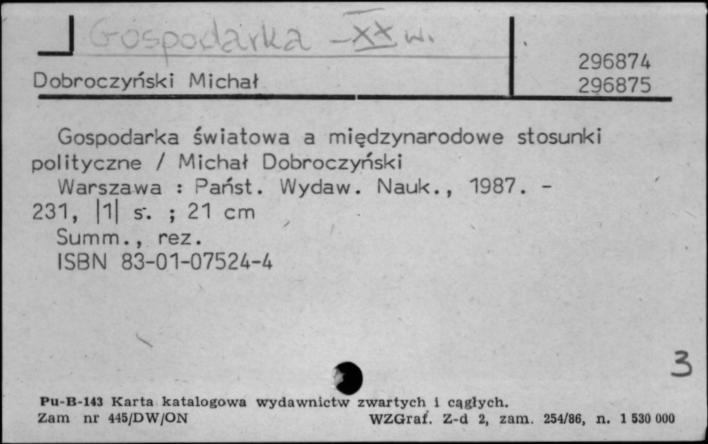 Gospodarka - XX w.
296874
Dobroczyński Michał 296875
Gospodarka światowa a międzynarodowe stosunki
polityczne / Michał Dobroczyński
Warszawa : Państ. Wydaw. Nauk., 1987. -
231, |1| s. ; 21 cm
Summ., rez.
ISBN 83-01-07524-4
3
Pu-B-143 Karta katalogowa wydawnictw zwartych i cągłych.
Zam nr 445/DW/ON WZGraf. Z-d 2, zam. 254/86, n. 1 530 000